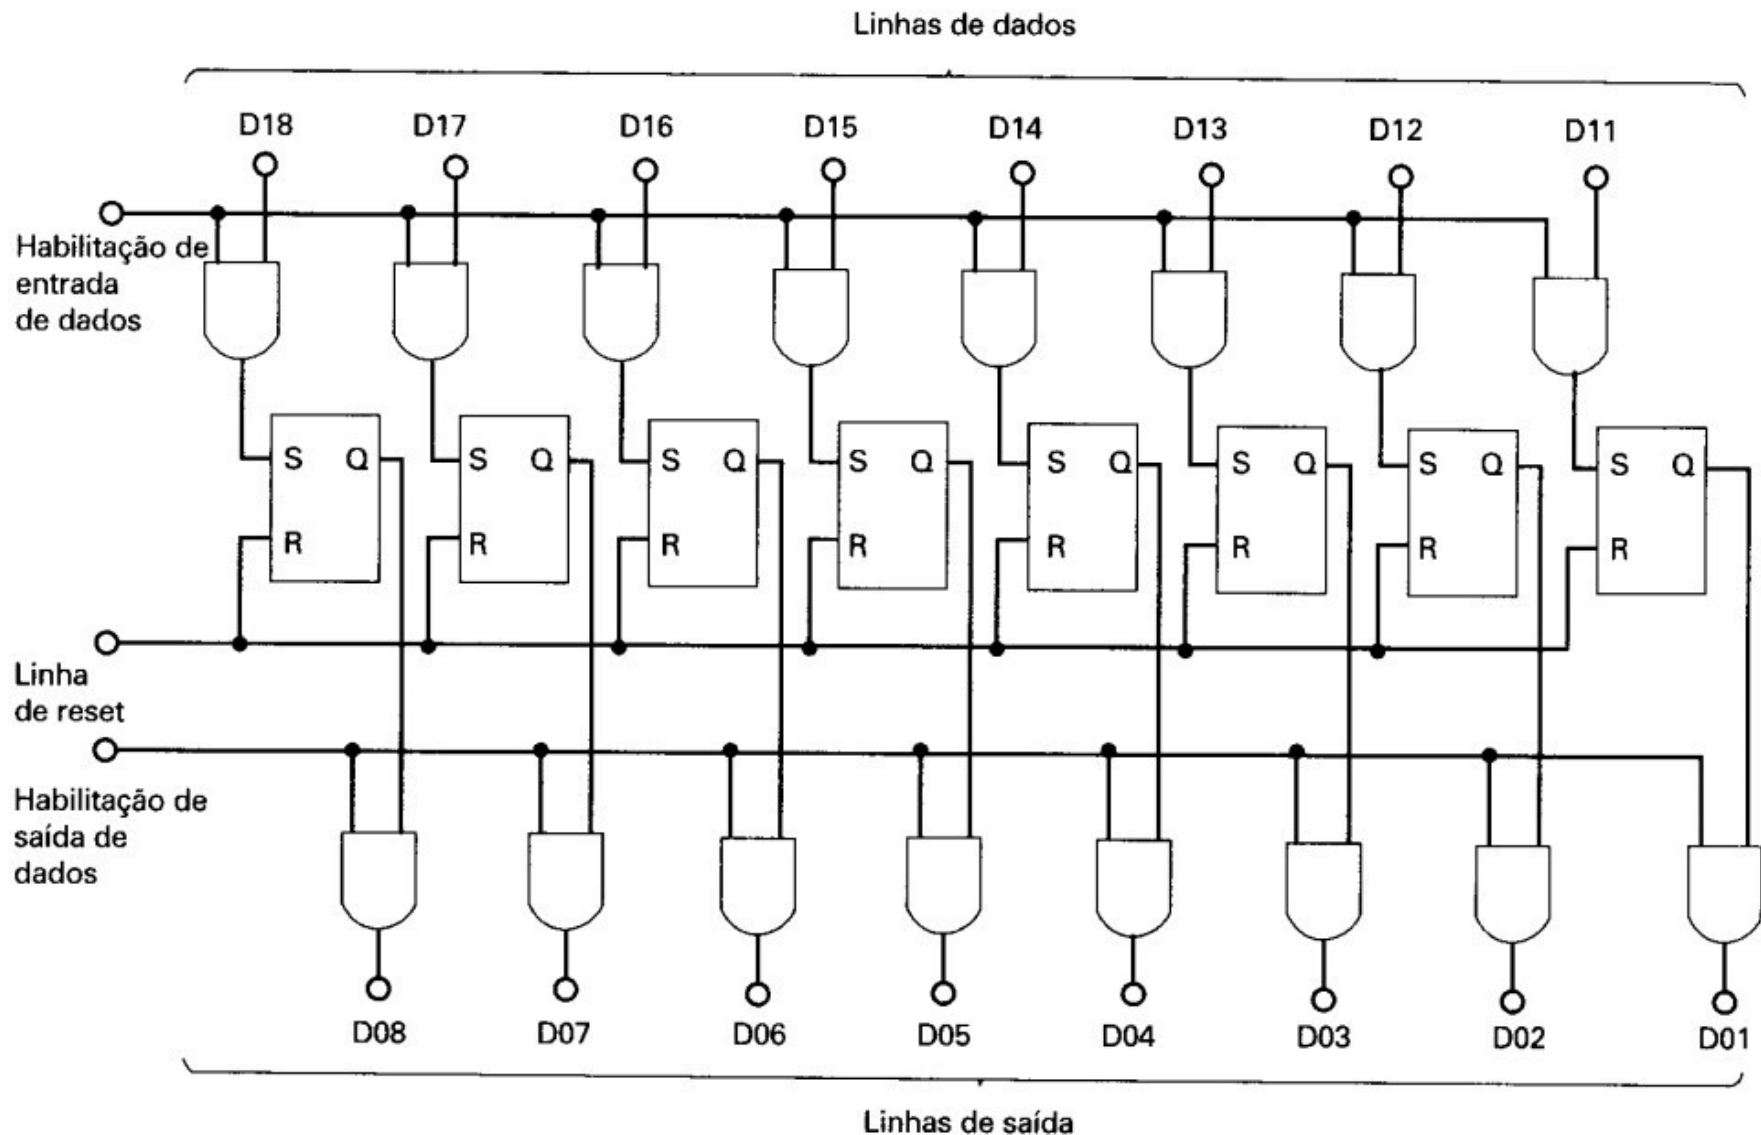 Linhas de dados
D18 D17 D16 D15 D14 D13 D12 D11
Habilitação de
entrada
de dados
S Q S Q S Q S Q S Q S Q S Q S Q
R R R R R R R R
Linha
de reset
Habilitação de
saída de
dados
D08 D07 D06 D05 D04 D03 D02 D01
Linhas de saída